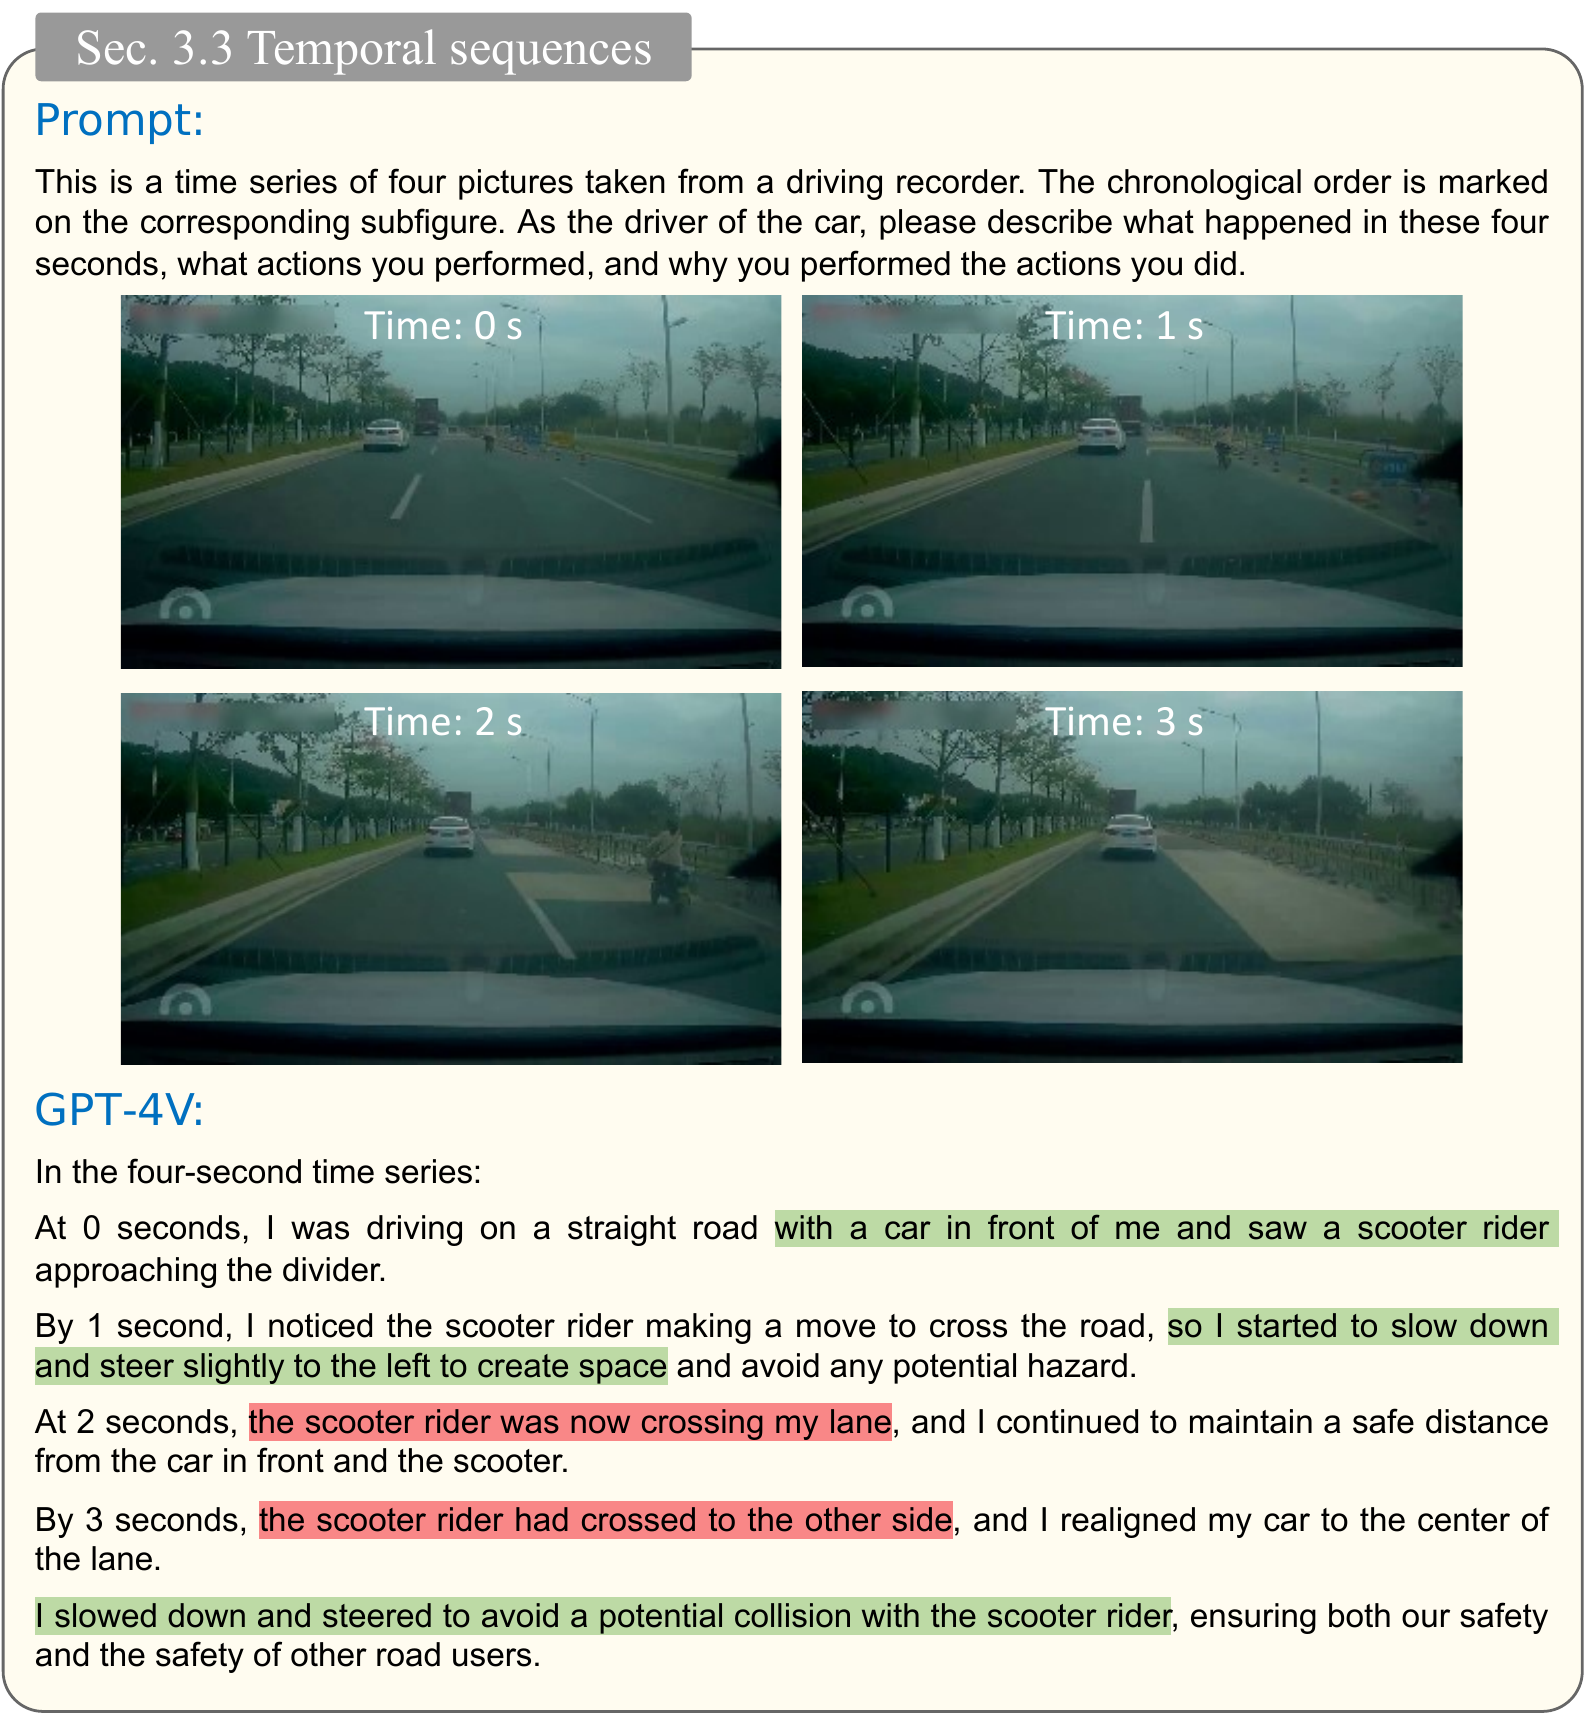 Sec. 3.3 Temporal sequences
Prompt:
This is a time series of four pictures taken from a driving recorder. The chronological order is marked
on the corresponding subfigure. As the driver of the car, please describe what happened in these four
seconds, what actions you performed, and why you performed the actions you did.
Time: 0 s
Time: 1 s
Time: 2 s
Time: 3 s
GPT-4V:
In the four-second time series:
At 0 seconds, I was driving on a straight road with a car in front of me and saw a scooter rider
approaching the divider.
By 1 second, I noticed the scooter rider making a move to cross the road, so I started to slow down
and steer slightly to the left to create space and avoid any potential hazard.
At 2 seconds, the scooter rider was now crossing my lane, and I continued to maintain a safe distance
from the car in front and the scooter.
By 3 seconds, the scooter rider had crossed to the other side, and I realigned my car to the center of
the lane.
I slowed down and steered to avoid a potential collision with the scooter rider, ensuring both our safety
and the safety of other road users.